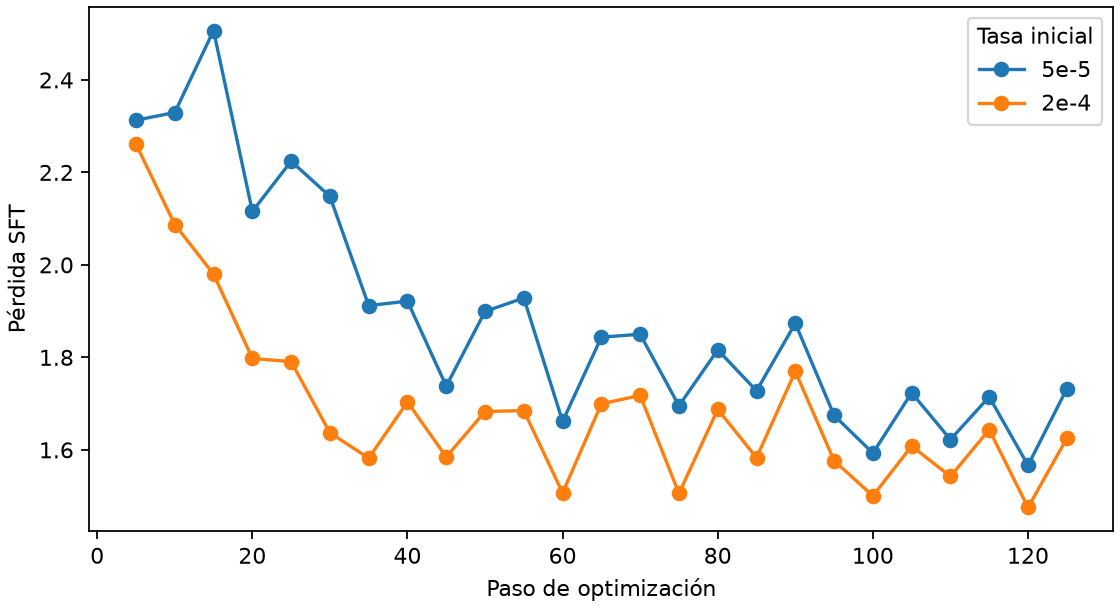 Tasa inicial
5e-5
2e-4
Pérdida SFT
2.4
2.2
2.0
1.8
1.6
0 20 40 60 80 100 120
Paso de optimización